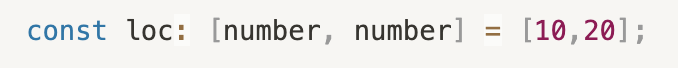 const loc: [number, number] = [10,20];